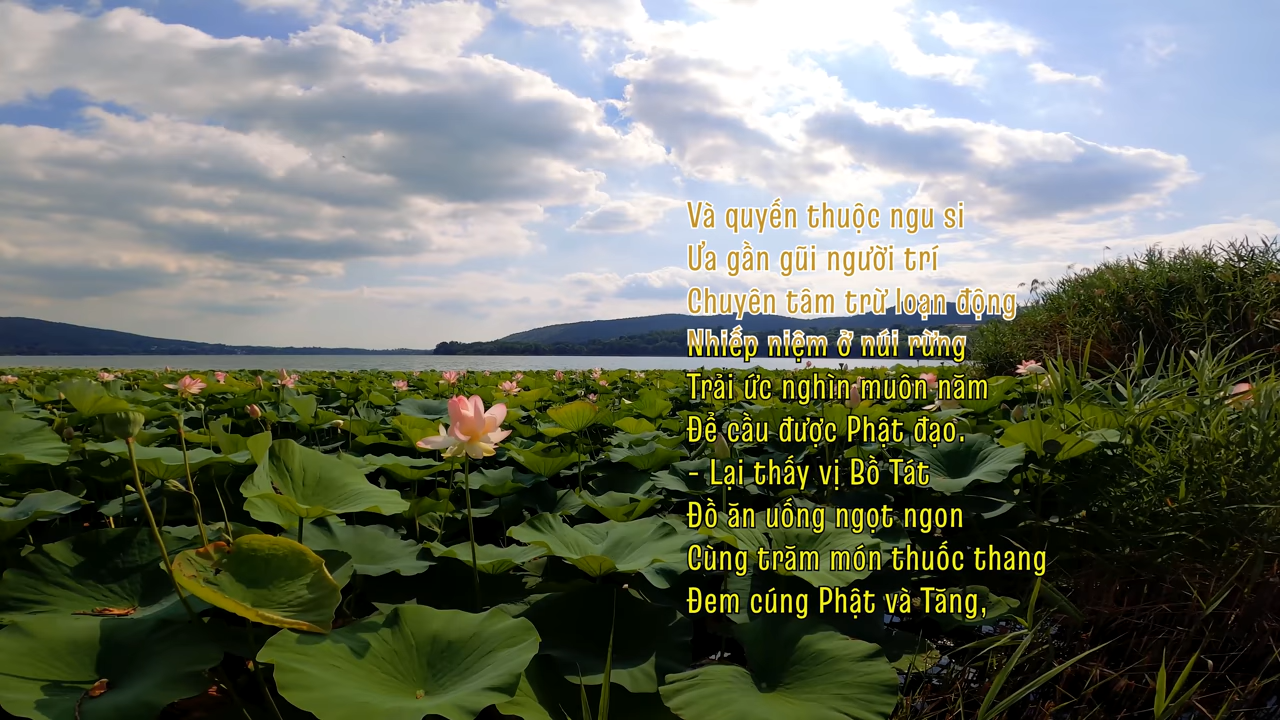 Và quyến thuộc ngu si
Ưa gần gũi người trí
Chuyên tâm trừ loạn động
Nhiếp niệm ở núi rừng
Trải ức nghìn muôn năm
Để cầu được Phật đạo.
- Lại thấy vị Bồ Tát
Đồ ăn uống ngọt ngon
Cùng trăm món thuốc thang
Đem cúng Phật và Tăng,